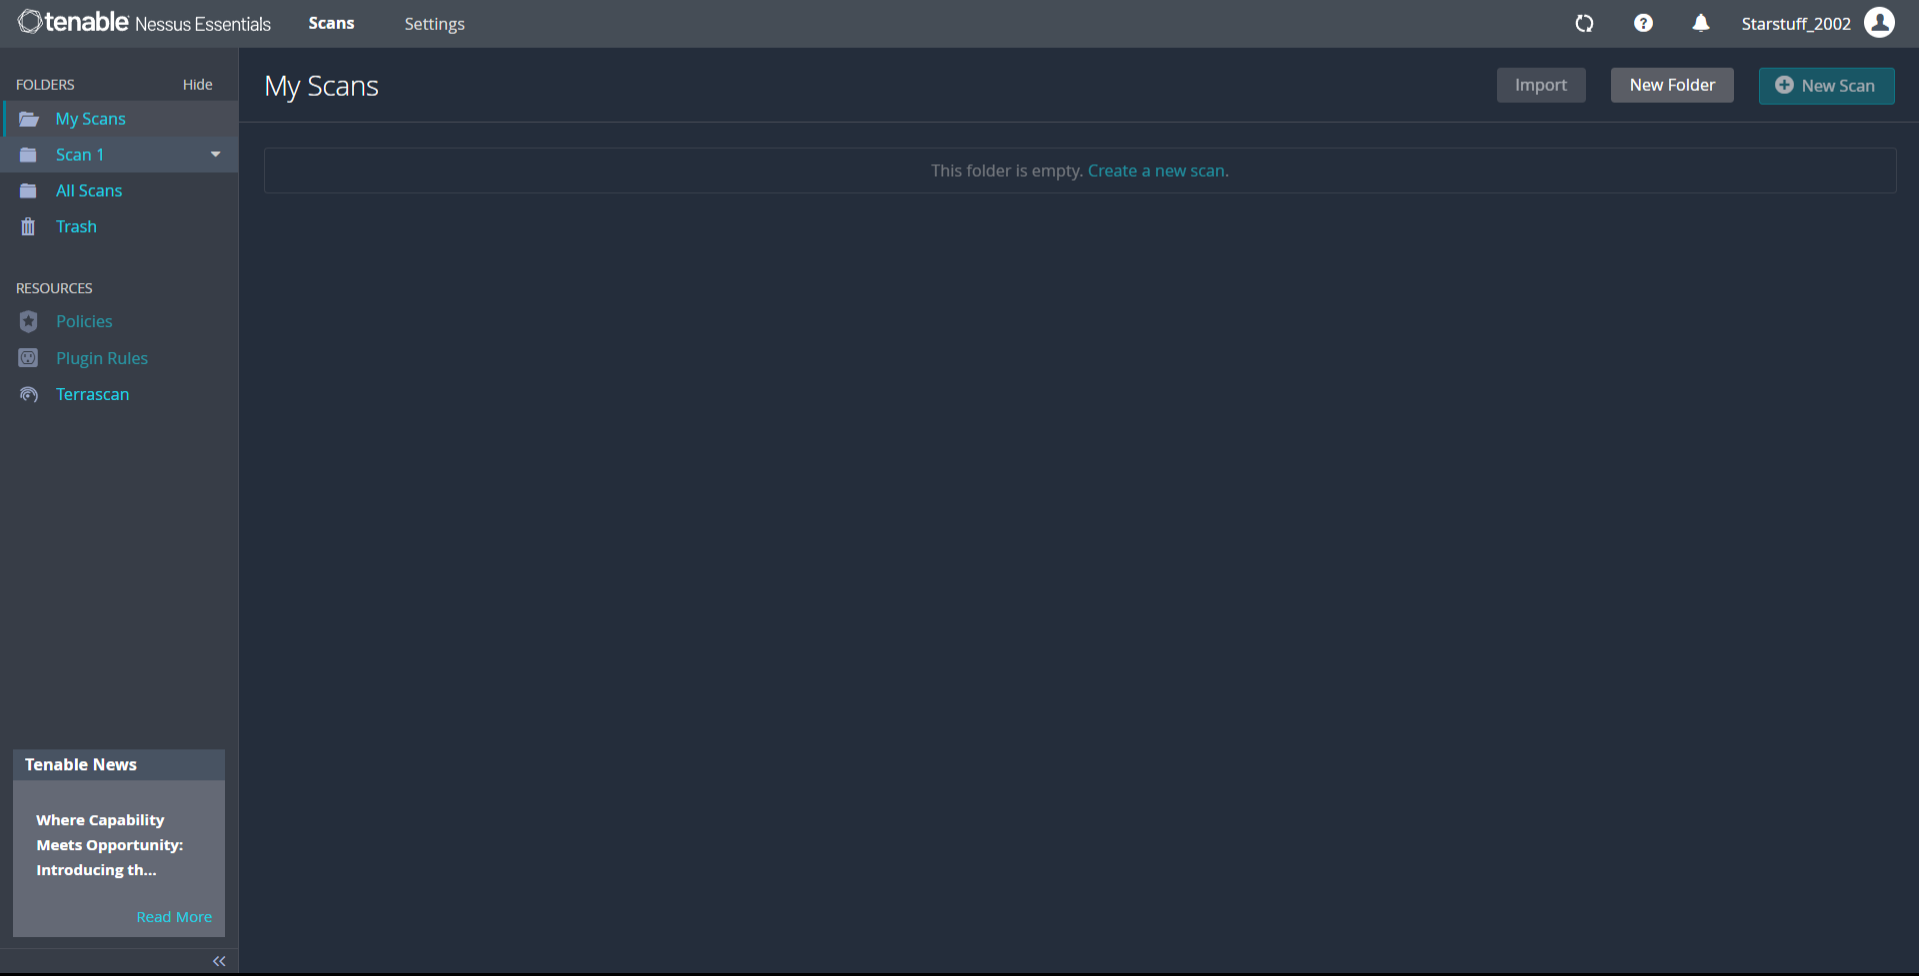 tenable Nessus Essentials Scans Settings Starstuff_2002
FOLDERS Hide
My Scans
Scan 1
All Scans
Trash
RESOURCES
Policies
Plugin Rules
Terrascan
Tenable News
Where Capability
Meets Opportunity:
Introducing th...
Read More
My Scans
Import New Folder New Scan
This folder is empty. Create a new scan.